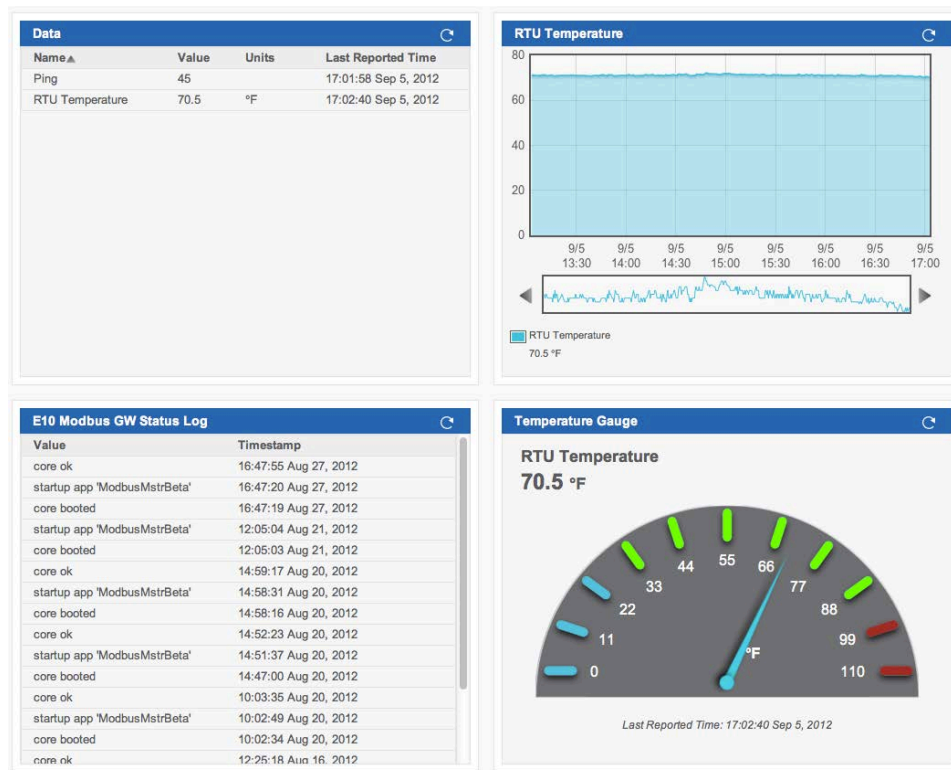 Data
Name Value Units Last Reported Time
Ping 45 17:01:58 Sep 5, 2012
RTU Temperature 70.5 °F 17:02:40 Sep 5, 2012
RTU Temperature
80
60
40
20
0
9/5 9/5 9/5 9/5 9/5 9/5 9/5 9/5
13:30 14:00 14:30 15:00 15:30 16:00 16:30 17:00
RTU Temperature
70.5 °F
E10 Modbus GW Status Log
Value Timestamp
core ok 16:47:55 Aug 27, 2012
startup app 'ModbusMstrBeta' 16:47:20 Aug 27, 2012
core booted 16:47:19 Aug 27, 2012
startup app 'ModbusMstrBeta' 12:05:04 Aug 21, 2012
core booted 12:05:03 Aug 21, 2012
core ok 14:59:17 Aug 20, 2012
startup app 'ModbusMstrBeta' 14:58:31 Aug 20, 2012
core booted 14:58:16 Aug 20, 2012
core ok 14:52:23 Aug 20, 2012
startup app 'ModbusMstrBeta' 14:51:37 Aug 20, 2012
core booted 14:47:00 Aug 20, 2012
core ok 10:03:35 Aug 20, 2012
startup app 'ModbusMstrBeta' 10:02:49 Aug 20, 2012
core booted 10:02:34 Aug 20, 2012
core ok 12:25:18 Aug 16, 2012
Temperature Gauge
RTU Temperature
70.5 °F
0
11
22
33
44
55
66
77
88
99
110
°F
Last Reported Time: 17:02:40 Sep 5, 2012